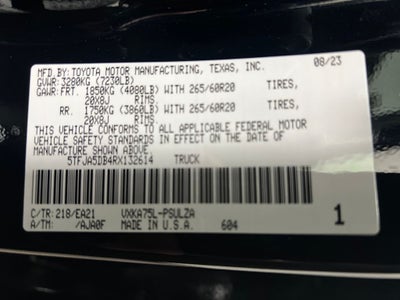 MFD.BY: TOYOTA MOTOR MANUFACTURING, TEXAS, INC. 08/23
GVWR: 3280KG (7230LB)
GAWR: FRT. 1850KG (4080LB) WITH 265/60R20 TIRES,
20X8J RIMS,
RR. 1750KG (3860LB) WITH 265/60R20 TIRES,
20X8J RIMS.
THIS VEHICLE CONFORMS TO ALL APPLICABLE FEDERAL MOTOR
VEHICLE SAFETY STANDARDS IN EFFECT ON THE DATE OF
MANUFACTURE SHOWN ABOVE.
5TFJA5DB4RX132614 TRUCK
C/TR: 218/EA21 VXKA75L-PSULZA
A/TM: /AJA0F MADE IN U.S.A. 604 1